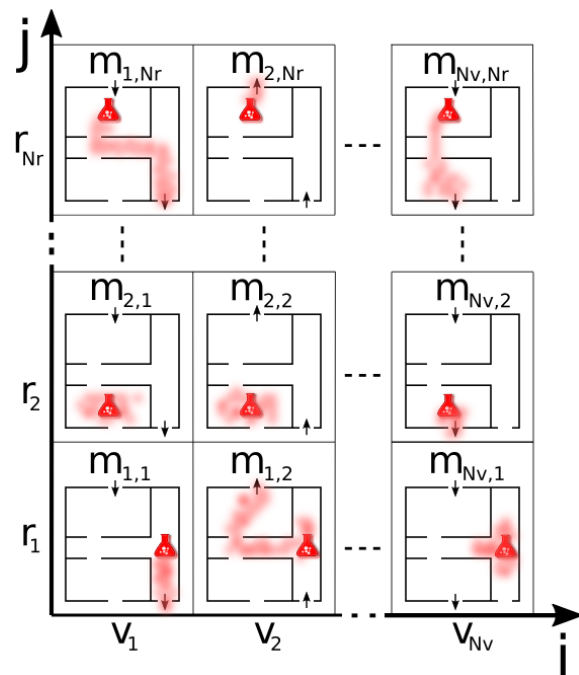 j
m1,Nr m2,Nr mNv,Nr
rNr
m2,1 m2,2 mNv,2
r2
m1,1 m1,2 mNv,1
r1
v1 v2 vNv
i